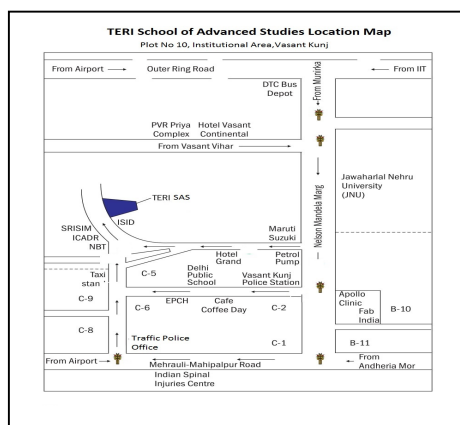 TERI School of Advanced Studies Location Map
Plot No 10, Institutional Area,Vasant Kunj
From Airport
Outer Ring Road
From Munirka
From IIT
DTC Bus
Depot
PVR Priya
Complex
Hotel Vasant
Continental
From Vasant Vihar
Jawaharlal Nehru
University
(JNU)
TERI SAS
ISID
SRISIM
ICADR
NBT
Nelson Mandela Marg
Maruti
Suzuki
Hotel
Grand
Petrol
Pump
Taxi
stan
C-5
Delhi
Public
School
Vasant Kunj
Police Station
C-9
C-6
EPCH
Cafe
Coffee Day
C-2
Apollo
Clinic
Fab
India
B-10
C-8
Traffic Police
Office
C-1
B-11
From Airport
Mehrauli-Mahipalpur Road
From
Andheria Mor
Indian Spinal
Injuries Centre